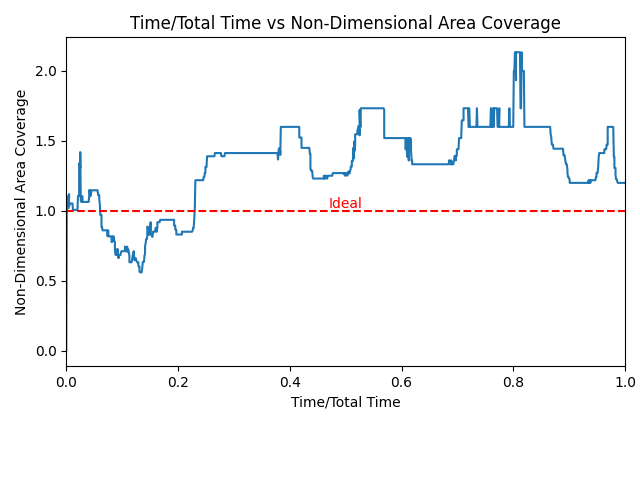 Time/Total Time vs Non-Dimensional Area Coverage
Non-Dimensional Area Coverage
2.0
1.5
1.0
0.5
0.0
Ideal
0.0 0.2 0.4 0.6 0.8 1.0
Time/Total Time